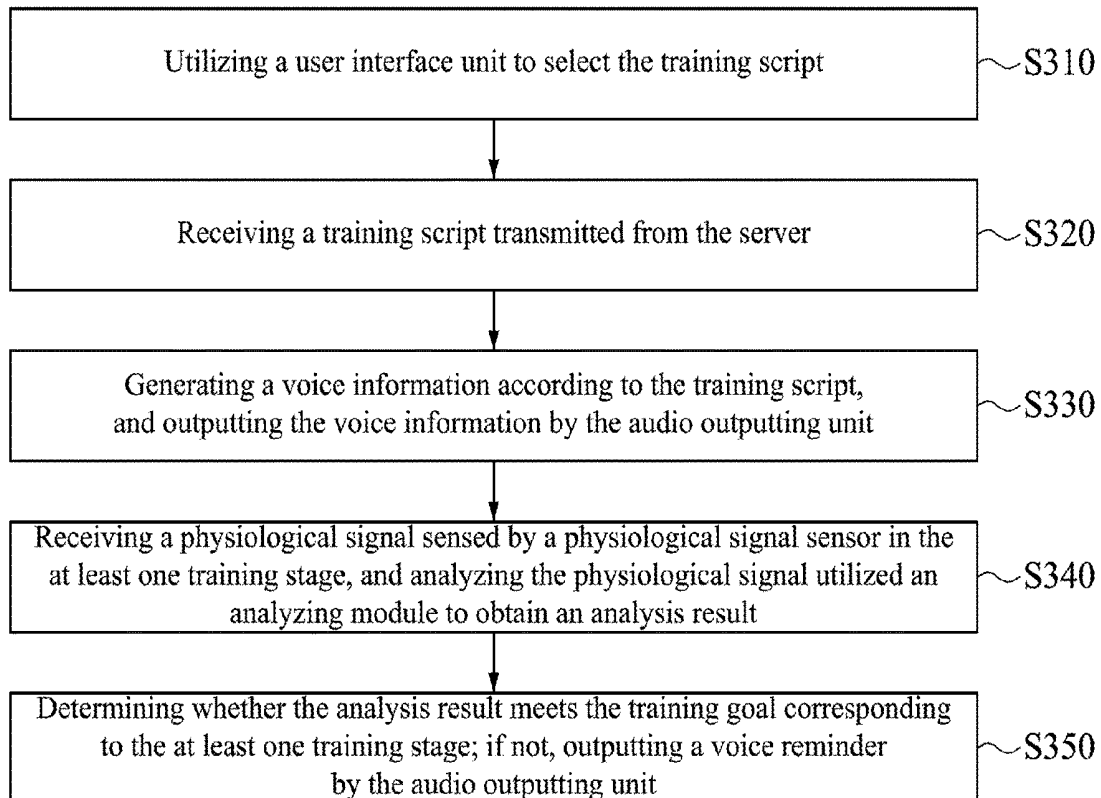 Utilizing a user interface unit to select the training script
S310
Receiving a training script transmitted from the server
S320
Generating a voice information according to the training script,
and outputting the voice information by the audio outputting unit
S330
Receiving a physiological signal sensed by a physiological signal sensor in the
at least one training stage, and analyzing the physiological signal utilized an
analyzing module to obtain an analysis result
S340
Determining whether the analysis result meets the training goal corresponding
to the at least one training stage; if not, outputting a voice reminder
by the audio outputting unit
S350